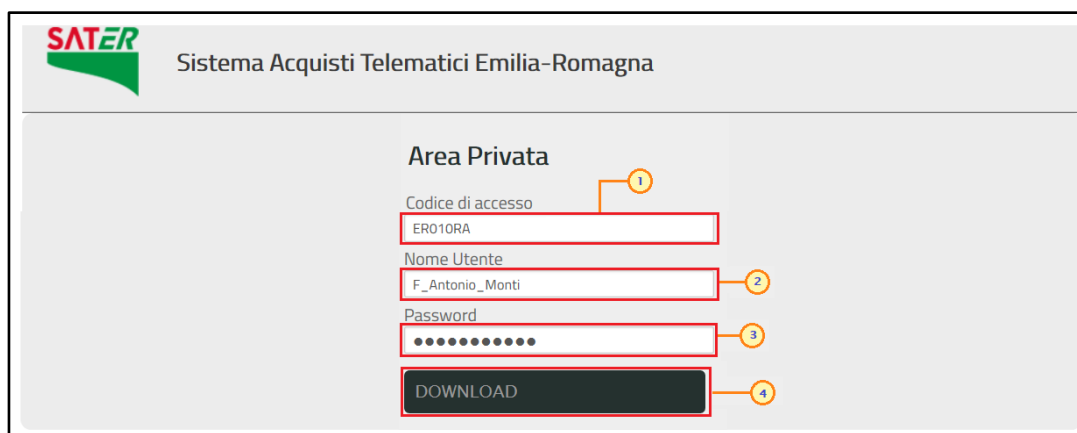 SATER
Sistema Acquisti Telematici Emilia-Romagna
Area Privata
1
Codice di accesso
ER010RA
Nome Utente
F_Antonio_Monti
2
Password
●●●●●●●●●●●
3
DOWNLOAD
4